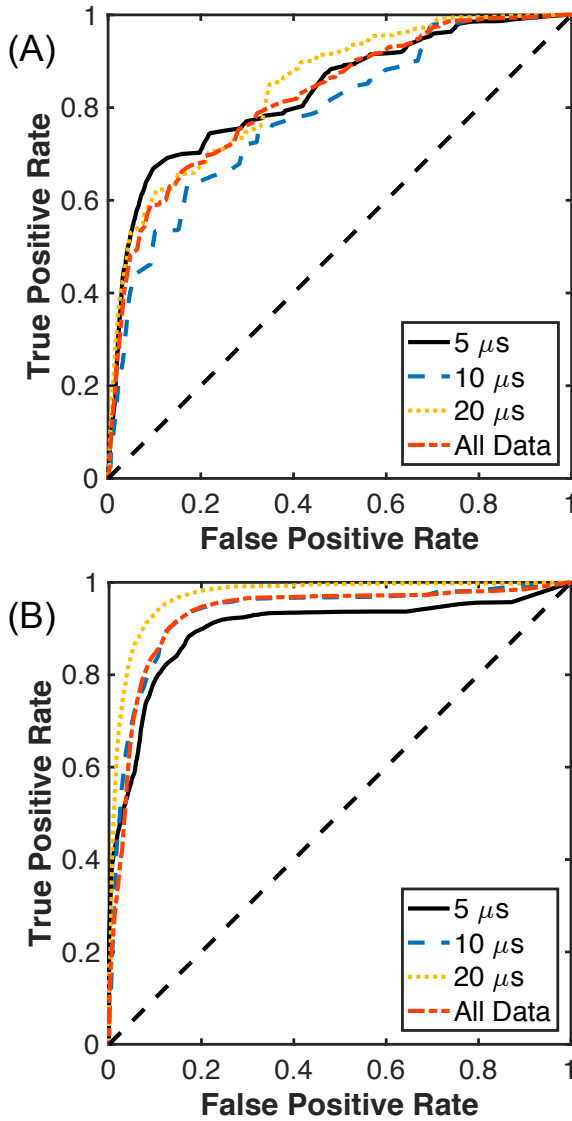 (A)
True Positive Rate
1
0.8
0.6
0.4
0.2
0
0 0.2 0.4 0.6 0.8 1
False Positive Rate
5 μs
10 μs
20 μs
All Data
(B)
True Positive Rate
1
0.8
0.6
0.4
0.2
0
0 0.2 0.4 0.6 0.8 1
False Positive Rate
5 μs
10 μs
20 μs
All Data